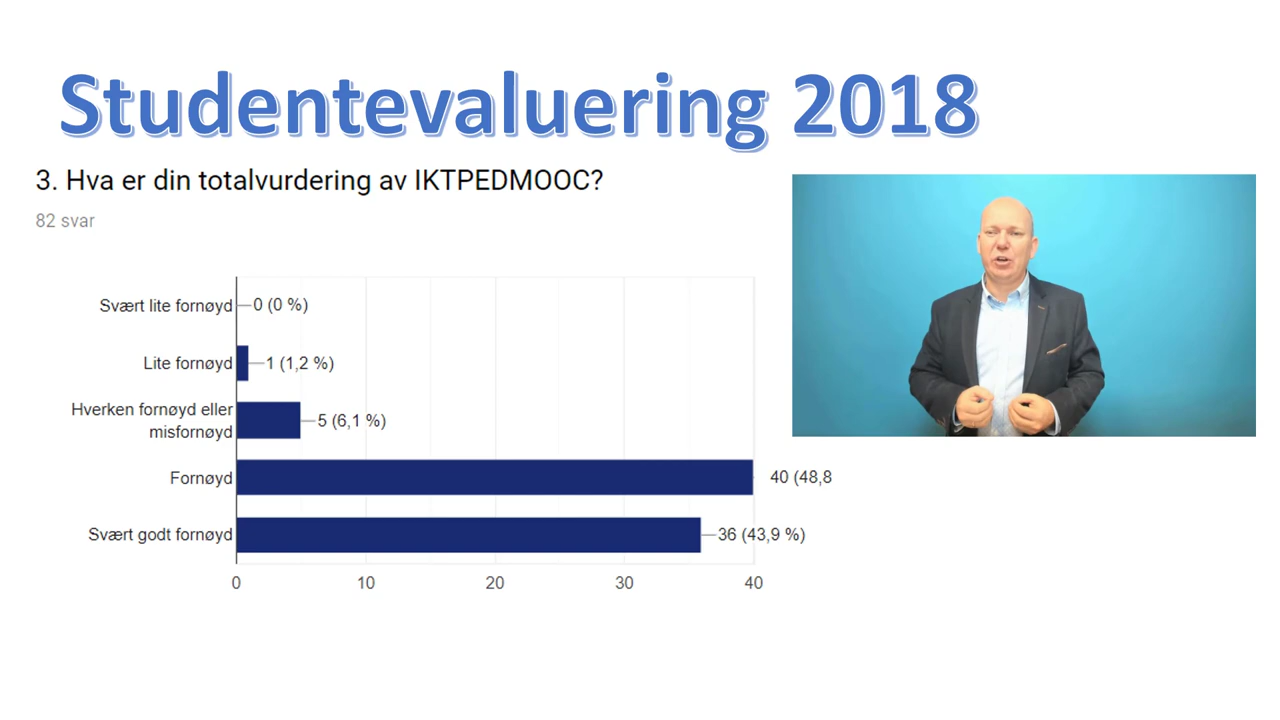 Studentevaluering 2018
3. Hva er din totalvurdering av IKTPEDMOOC?
82 svar
Svært lite fornøyd 0 (0 %)
Lite fornøyd 1 (1,2 %)
Hverken fornøyd eller
misfornøyd 5 (6,1 %)
Fornøyd 40 (48,8
Svært godt fornøyd 36 (43,9 %)
0 10 20 30 40